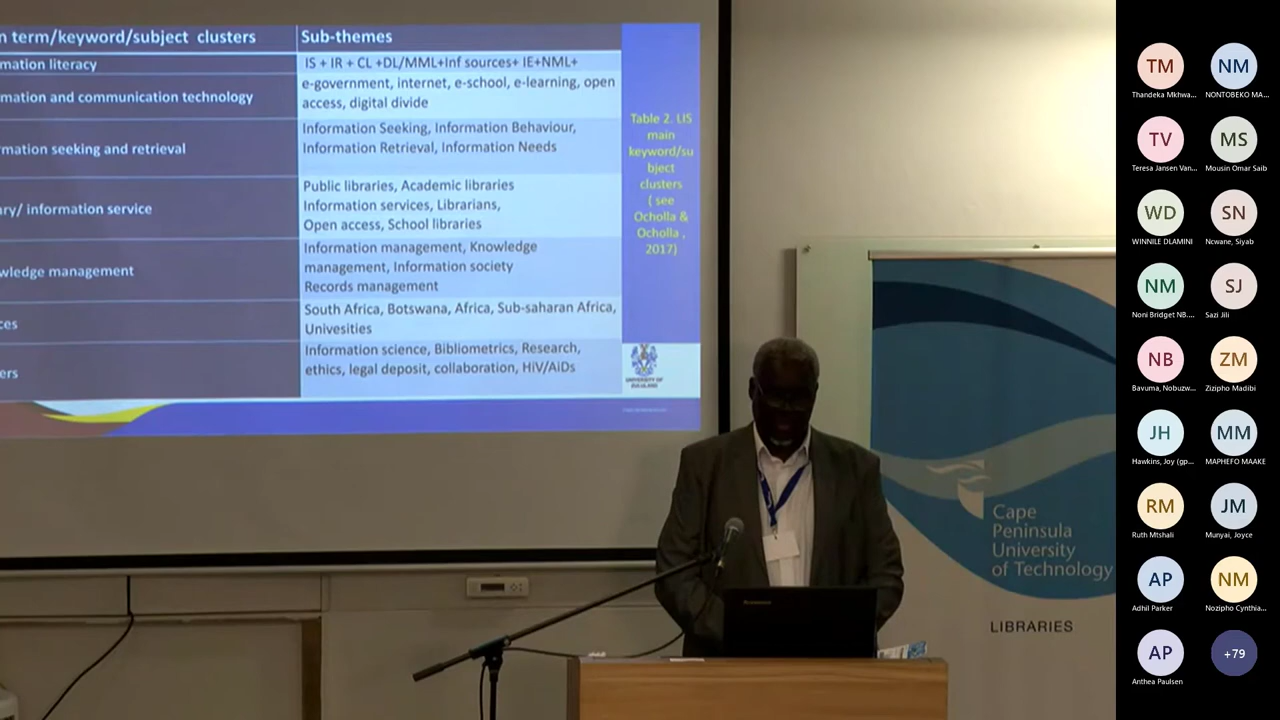 n term/keyword/subject clusters
Sub-themes
mation literacy
IS + IR + CL +DL/MML+Inf sources+ IE+NML+
mation and communication technology
e-government, internet, e-school, e-learning, open
access, digital divide
rmation seeking and retrieval
Information Seeking, Information Behaviour,
Information Retrieval, Information Needs
ary/ information service
Public libraries, Academic libraries
Information services, Librarians,
Open access, School libraries
wledge management
Information management, Knowledge
management, Information society
Records management
ces
South Africa, Botswana, Africa, Sub-saharan Africa,
Univesities
ers
Information science, Bibliometrics, Research,
ethics, legal deposit, collaboration, HiV/AiDs
Table 2. LIS
main
keyword/su
bject
clusters
( see
Ocholla &
Ocholla ,
2017)
UNIVERSITY OF
ZULULAND
Cape
Peninsula
University
of Technology
LIBRARIES
TM
Thandeka Mkhwa...
NM
NONTOBEKO MA...
TV
Teresa Jansen Van...
MS
Mousin Omar Saib
WD
WINNILE DLAMINI
SN
Ncwane, Siyab
NM
Noni Bridget NB....
SJ
Sazi Jili
NB
Bavuma, Nobuzw...
ZM
Zizipho Madibi
JH
Hawkins, Joy (gp...
MM
MAPHEFO MAAKE
RM
Ruth Mtshali
JM
Munyai, Joyce
AP
Adhil Parker
NM
Nozipho Cynthia...
AP
Anthea Paulsen
+79